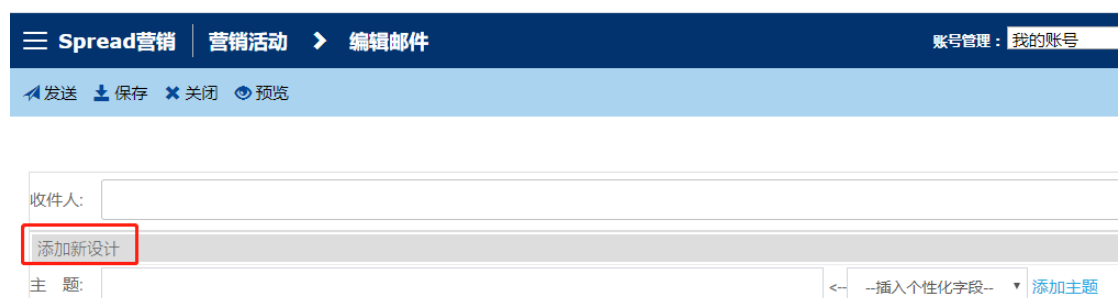 Spread营销 营销活动 编辑邮件 账号管理：我的账号
发送 保存 关闭 预览
收件人:
添加新设计
主 题: <-- --插入个性化字段-- 添加主题